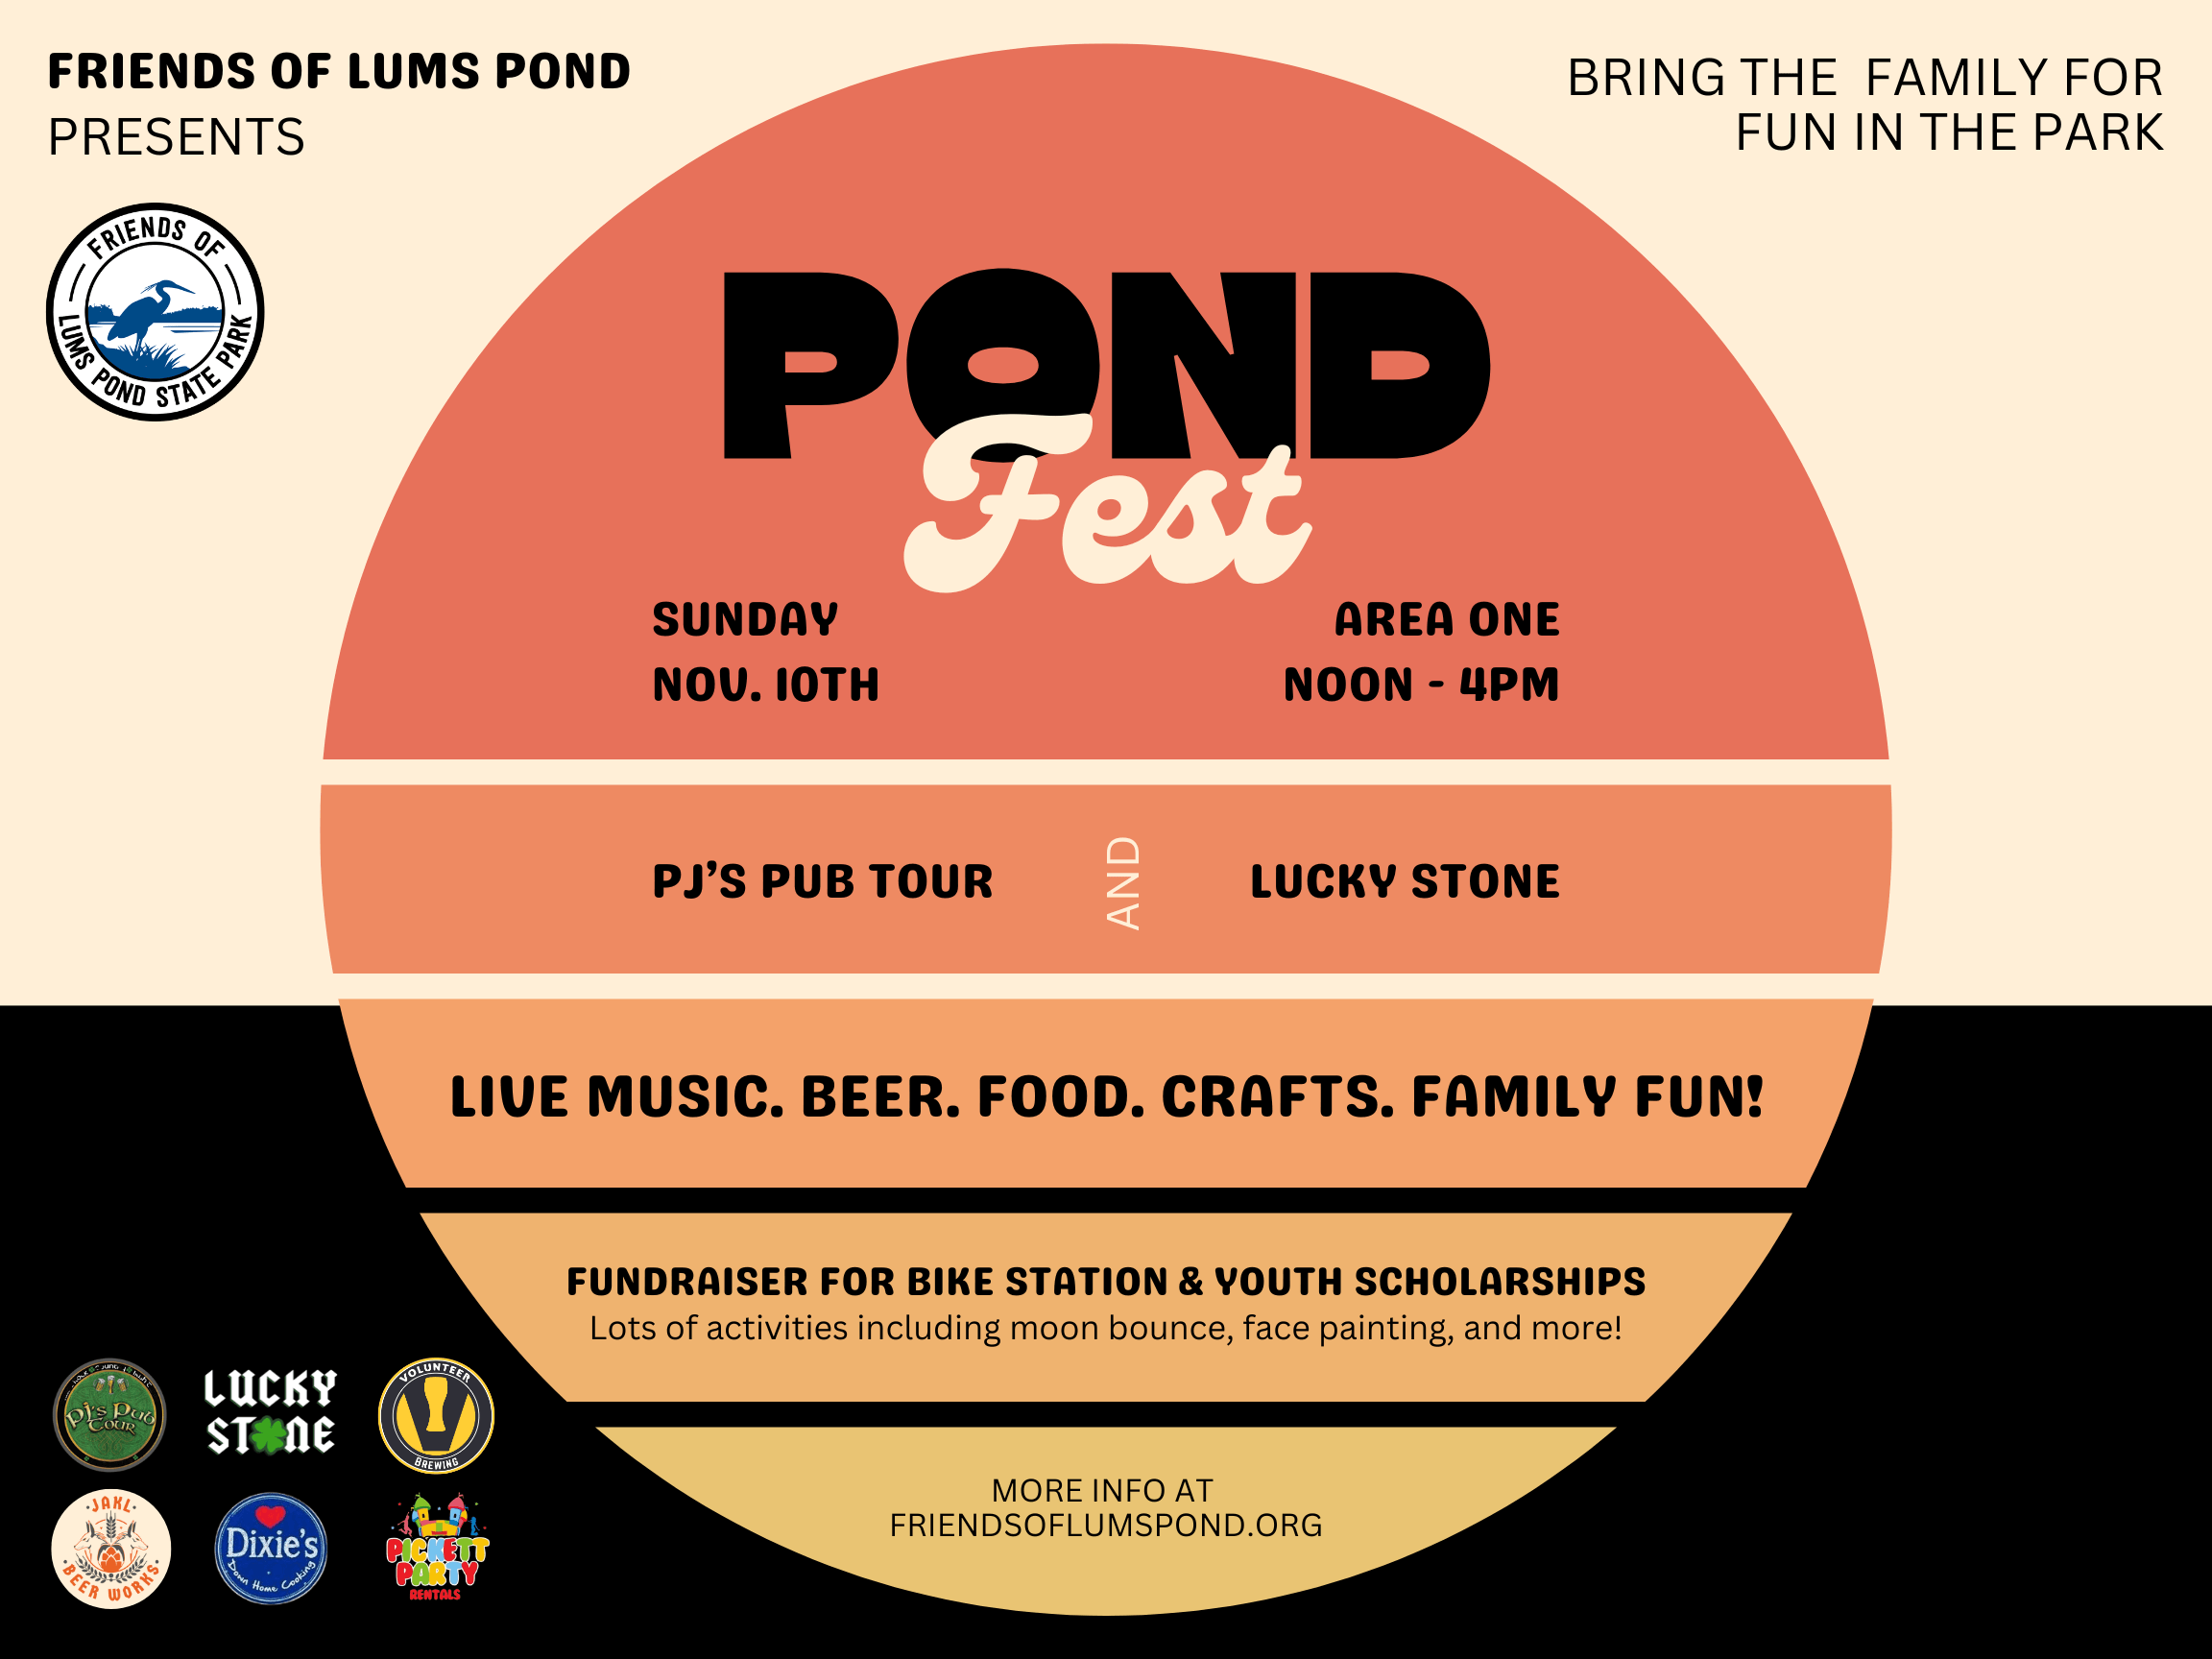 FRIENDS OF LUMS POND
PRESENTS
BRING THE FAMILY FOR
FUN IN THE PARK
FRIENDS OF
LUMS POND STATE PARK
POND
Fest
SUNDAY
NOV. 10TH
AREA ONE
NOON - 4PM
PJ'S PUB TOUR
AND
LUCKY STONE
LIVE MUSIC. BEER. FOOD. CRAFTS. FAMILY FUN!
FUNDRAISER FOR BIKE STATION & YOUTH SCHOLARSHIPS
Lots of activities including moon bounce, face painting, and more!
MORE INFO AT
FRIENDSOFLUMSPOND.ORG
PJ's Pub
Tour
LUCKY
STONE
VOLUNTEER
BREWING
JAKL
BEER WORKS
Dixie's
Down Home Cooking
PICKETT
PARTY
RENTALS